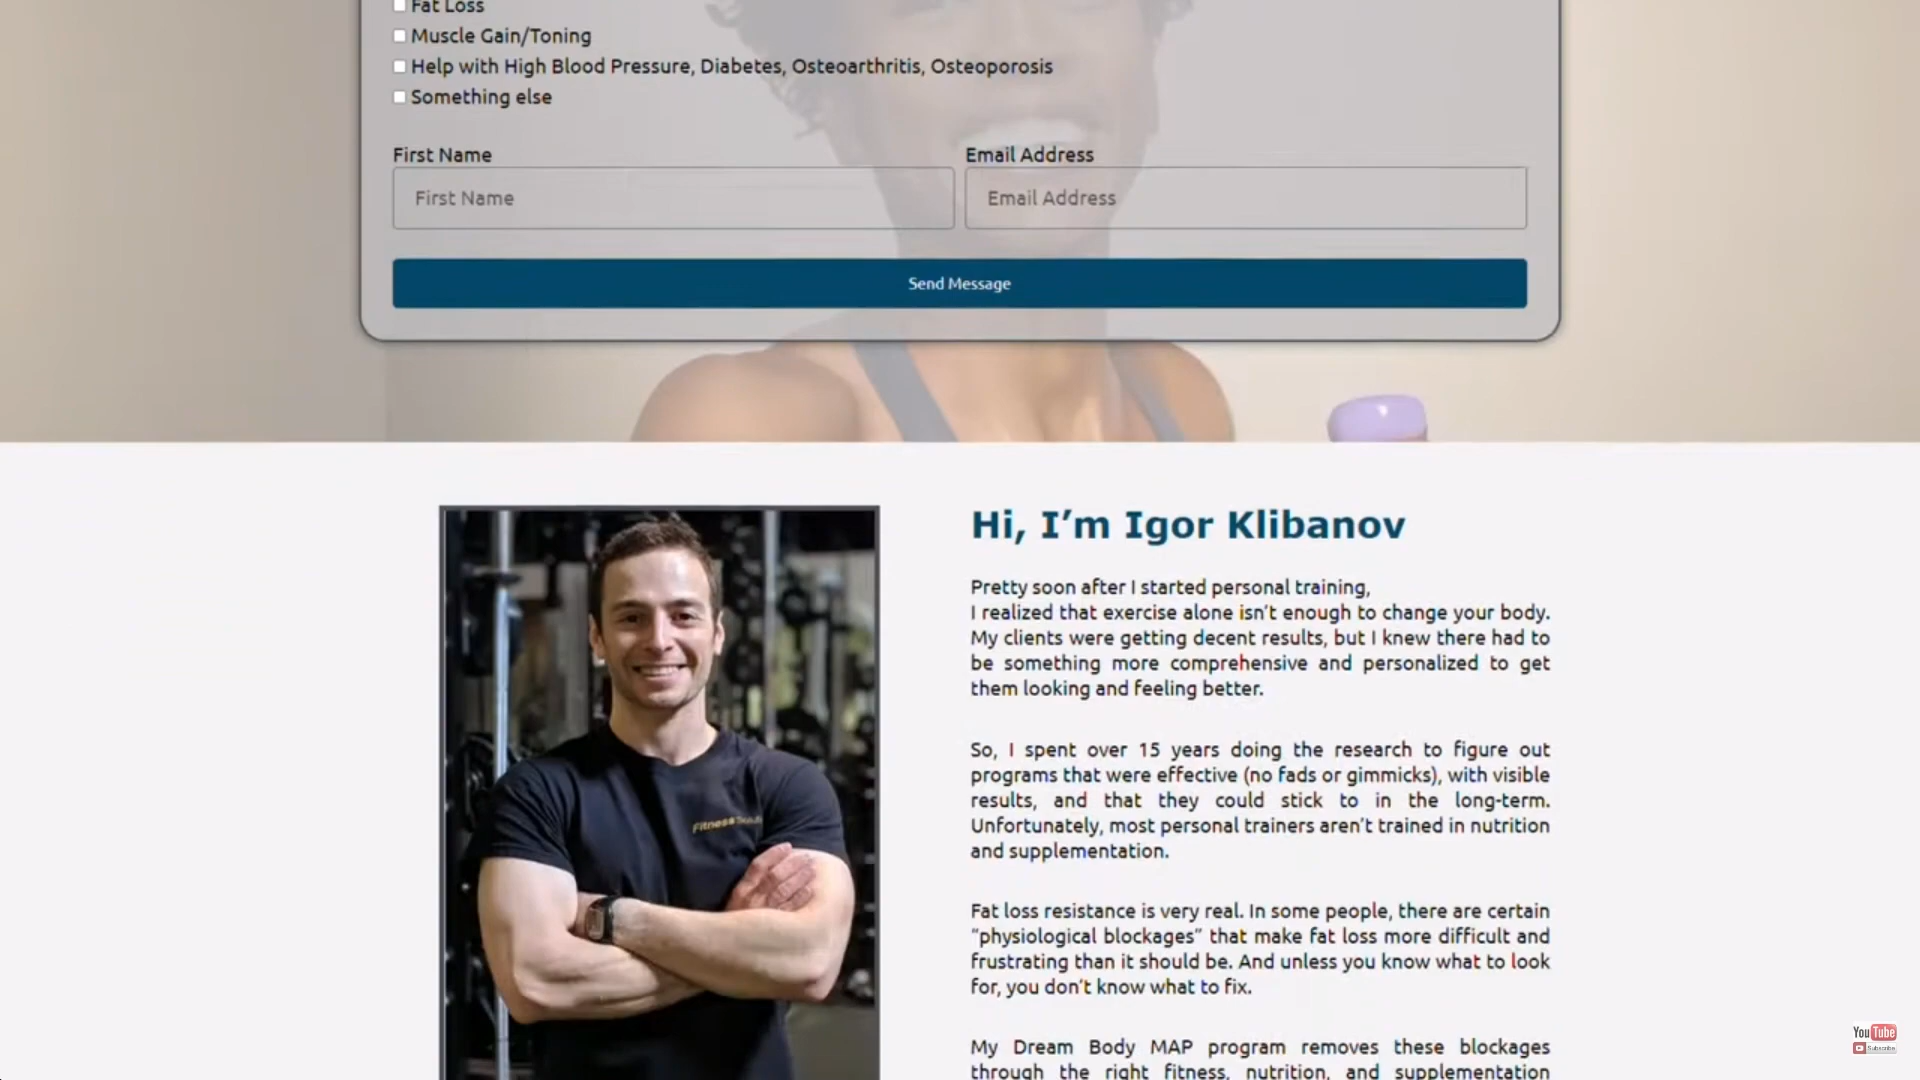 Fat Loss
Muscle Gain/Toning
Help with High Blood Pressure, Diabetes, Osteoarthritis, Osteoporosis
Something else
First Name Email Address
First Name Email Address
Send Message
Hi, I’m Igor Klibanov
Pretty soon after I started personal training,
I realized that exercise alone isn’t enough to change your body.
My clients were getting decent results, but I knew there had to
be something more comprehensive and personalized to get
them looking and feeling better.
So, I spent over 15 years doing the research to figure out
programs that were effective (no fads or gimmicks), with visible
results, and that they could stick to in the long-term.
Unfortunately, most personal trainers aren’t trained in nutrition
and supplementation.
Fat loss resistance is very real. In some people, there are certain
“physiological blockages” that make fat loss more difficult and
frustrating than it should be. And unless you know what to look
for, you don’t know what to fix.
My Dream Body MAP program removes these blockages
through the right fitness, nutrition, and supplementation
Fitness
YouTube
Subscribe